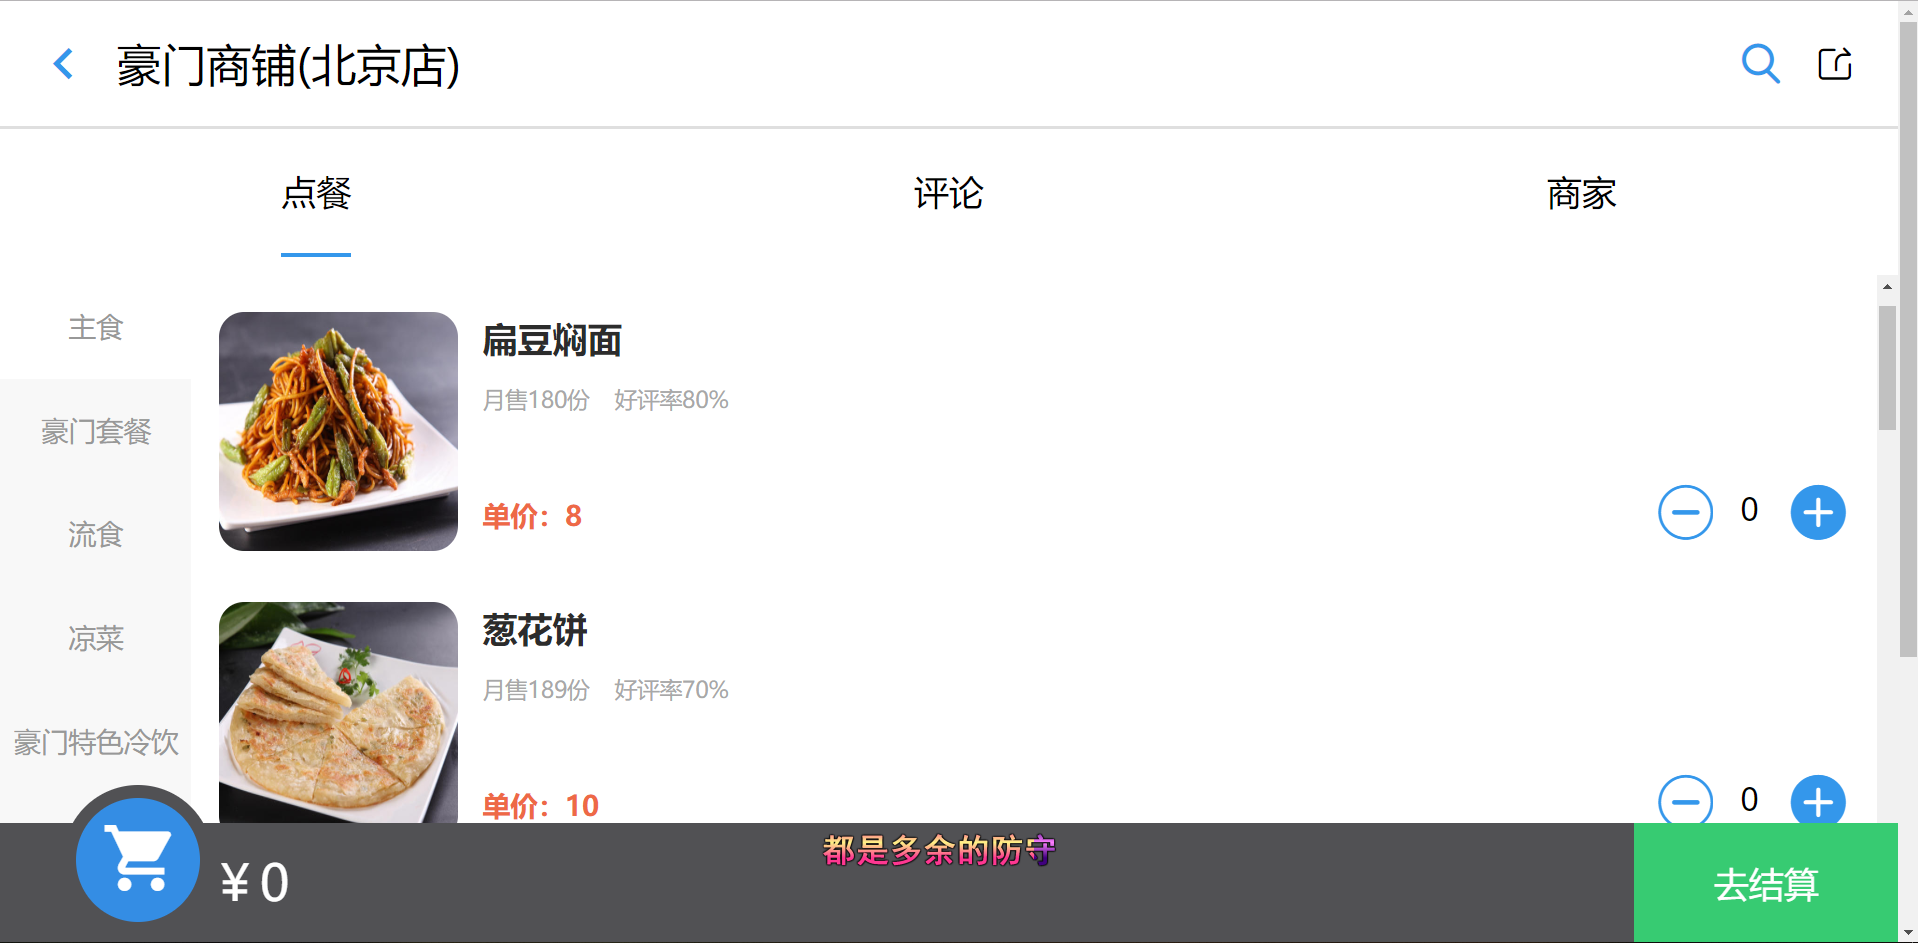 豪门商铺(北京店)
点餐
评论
商家
主食
豪门套餐
流食
凉菜
豪门特色冷饮
扁豆焖面
月售180份 好评率80%
单价：8
0
葱花饼
月售189份 好评率70%
单价：10
0
都是多余的防守
¥0
去结算